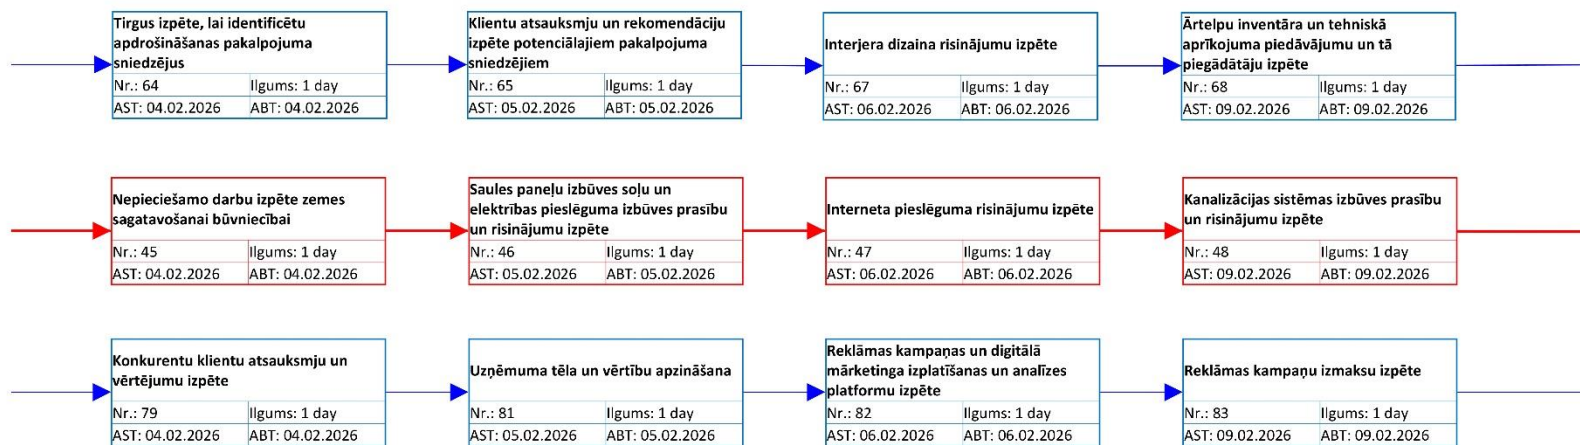 Tirgus izpēte, lai identificētu
apdrošināšanas pakalpojuma
sniedzējus
Nr.: 64 Ilgums: 1 day
AST: 04.02.2026 ABT: 04.02.2026
Klientu atsauksmju un rekomendāciju
izpēte potenciālajiem pakalpojuma
sniedzējiem
Nr.: 65 Ilgums: 1 day
AST: 05.02.2026 ABT: 05.02.2026
Interjera dizaina risinājumu izpēte
Nr.: 67 Ilgums: 1 day
AST: 06.02.2026 ABT: 06.02.2026
Ārtelpu inventāra un tehniskā
aprīkojuma piedāvājumu un tā
piegādātāju izpēte
Nr.: 68 Ilgums: 1 day
AST: 09.02.2026 ABT: 09.02.2026
Nepieciešamo darbu izpēte zemes
sagatavošanai būvniecībai
Nr.: 45 Ilgums: 1 day
AST: 04.02.2026 ABT: 04.02.2026
Saules paneļu izbūves soļu un
elektrības pieslēguma izbūves prasību
un risinājumu izpēte
Nr.: 46 Ilgums: 1 day
AST: 05.02.2026 ABT: 05.02.2026
Interneta pieslēguma risinājumu izpēte
Nr.: 47 Ilgums: 1 day
AST: 06.02.2026 ABT: 06.02.2026
Kanalizācijas sistēmas izbūves prasību
un risinājumu izpēte
Nr.: 48 Ilgums: 1 day
AST: 09.02.2026 ABT: 09.02.2026
Konkurentu klientu atsauksmju un
vērtējumu izpēte
Nr.: 79 Ilgums: 1 day
AST: 04.02.2026 ABT: 04.02.2026
Uzņēmuma tēla un vērtību apzināšana
Nr.: 81 Ilgums: 1 day
AST: 05.02.2026 ABT: 05.02.2026
Reklāmas kampaņas un digitālā
mārketinga izplatīšanas un analīzes
platformu izpēte
Nr.: 82 Ilgums: 1 day
AST: 06.02.2026 ABT: 06.02.2026
Reklāmas kampaņu izmaksu izpēte
Nr.: 83 Ilgums: 1 day
AST: 09.02.2026 ABT: 09.02.2026